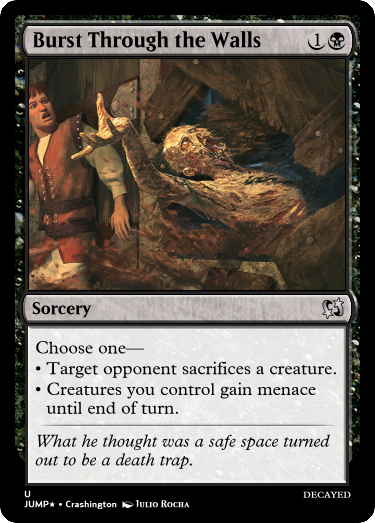 Burst Through the Walls 1
Sorcery
Choose one—
• Target opponent sacrifices a creature.
• Creatures you control gain menace
until end of turn.
What he thought was a safe space turned
out to be a death trap.
U
JUMP★ • Crashington Julio Rocha
DECAYED